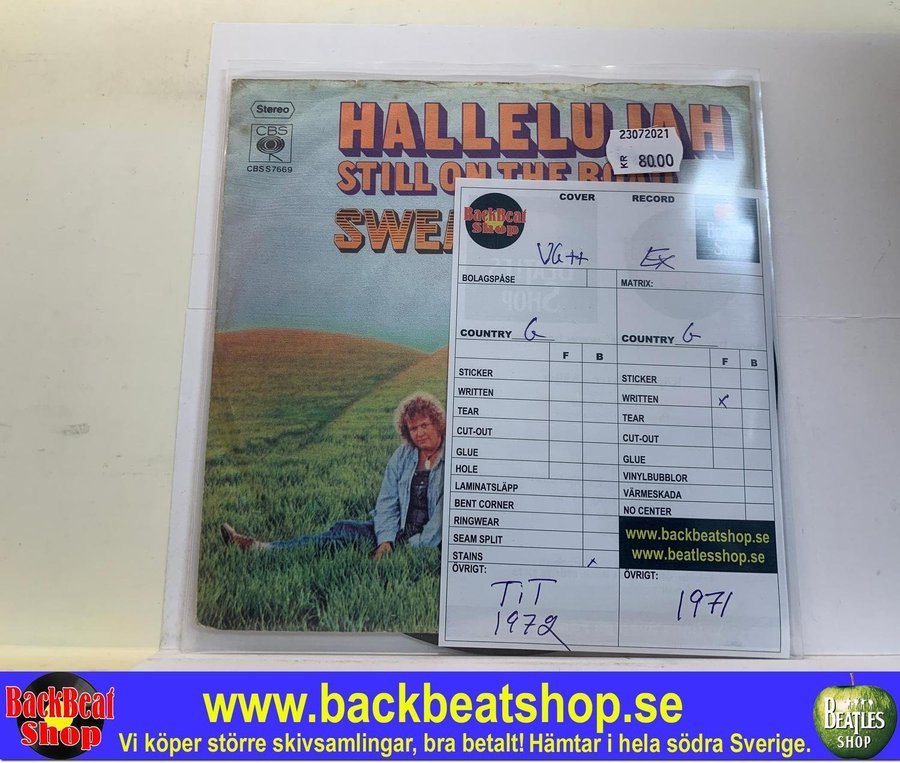 Stereo
CBS
CBS S 7669
HALLELUJAH
STILL ON THE ROAD
SWEA
23072021
KR 80.00
BackBeat
Shop
COVER RECORD
VG++ Ex
BOLAGSPÅSE MATRIX:
COUNTRY G COUNTRY G
F B F B
STICKER STICKER
WRITTEN WRITTEN x
TEAR TEAR
CUT-OUT CUT-OUT
GLUE GLUE
HOLE VINYLBUBBLOR
LAMINATSLÄPP VÄRMESKADA
BENT CORNER NO CENTER
RINGWEAR
SEAM SPLIT
STAINS x
www.backbeatshop.se
www.beatlesshop.se
ÖVRIGT: ÖVRIGT:
TiT 1971
1972
BackBeat
Shop
www.backbeatshop.se
Vi köper större skivsamlingar, bra betalt! Hämtar i hela södra Sverige.
BEATLES
SHOP